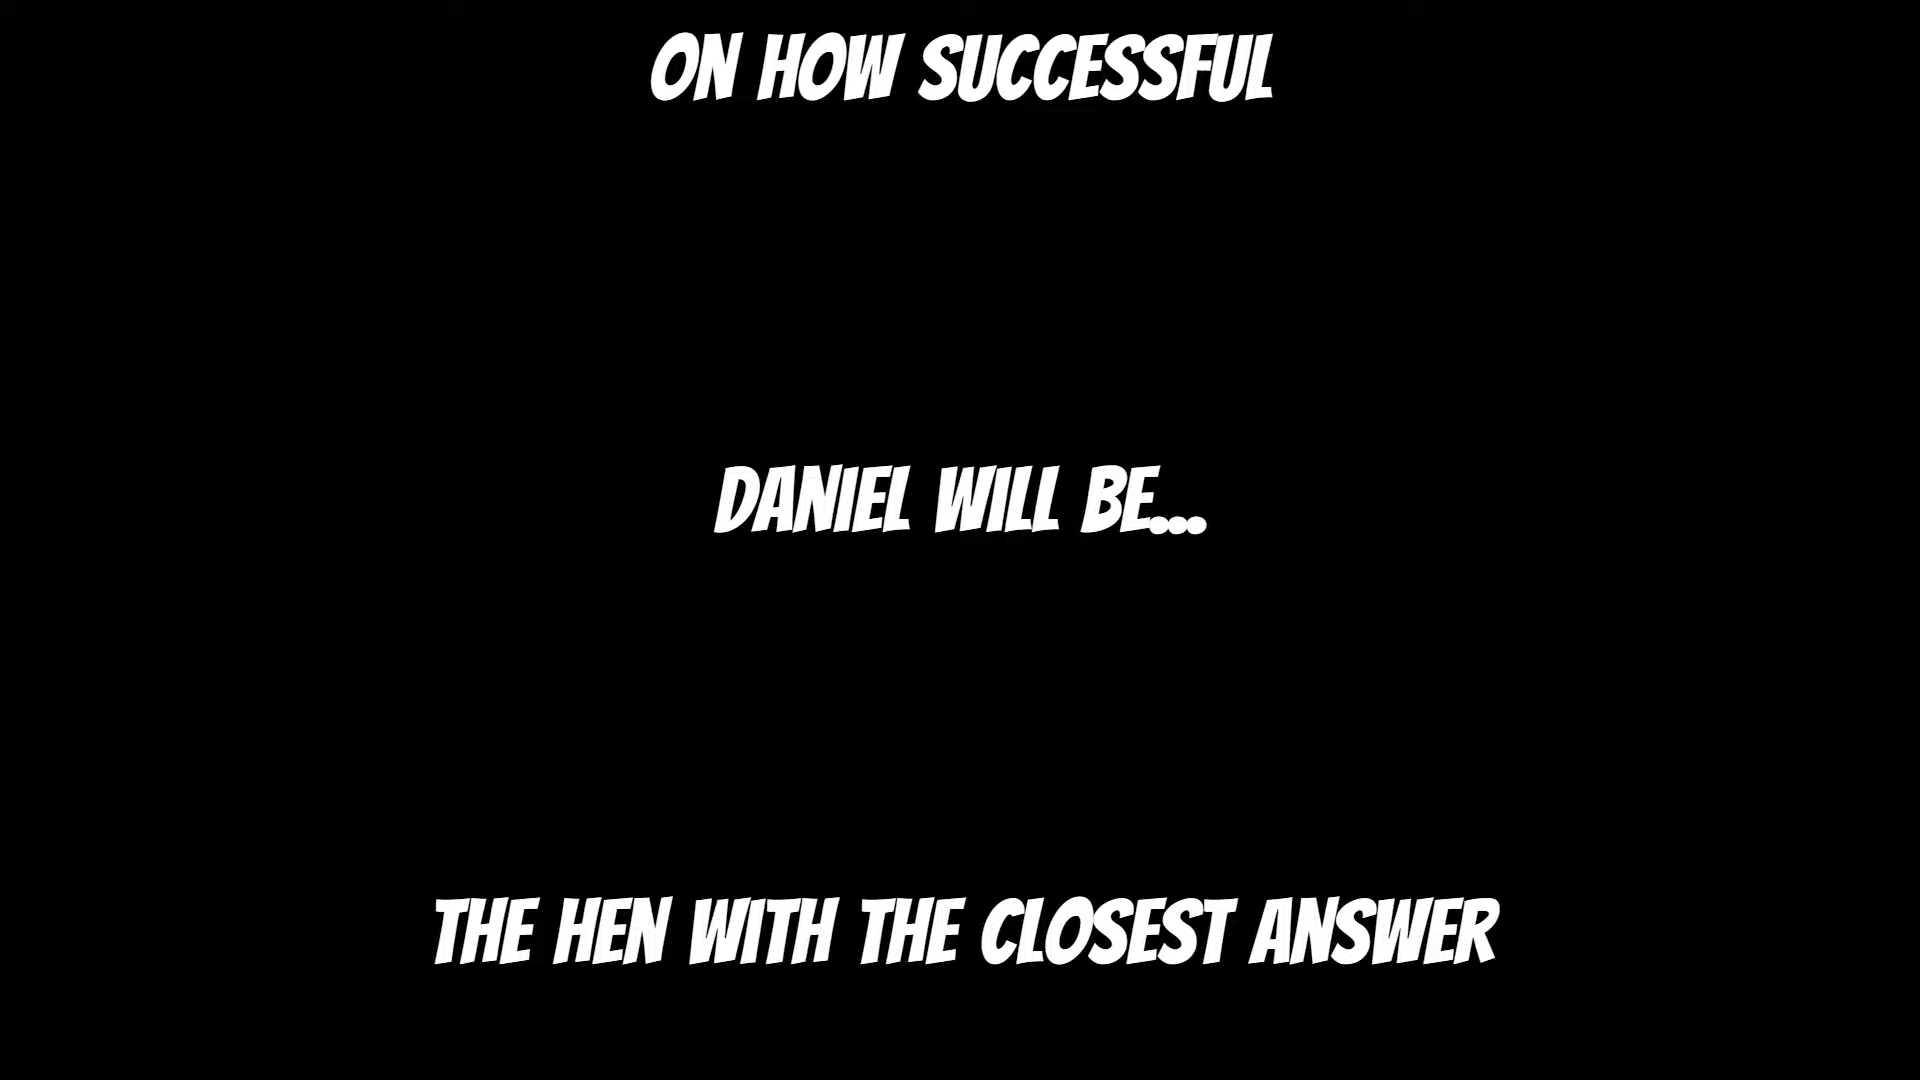 ON HOW SUCCESSFUL
DANIEL WILL BE...
THE HEN WITH THE CLOSEST ANSWER